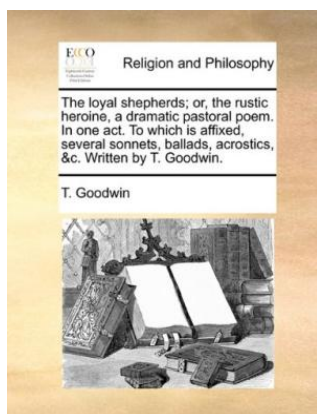 ECCO
Religion and Philosophy
The loyal shepherds; or, the rustic
heroine, a dramatic pastoral poem.
In one act. To which is affixed,
several sonnets, ballads, acrostics,
&c. Written by T. Goodwin.
T. Goodwin